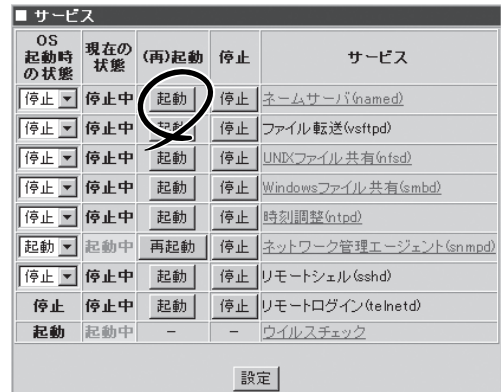 ■ サービス
OS起動時の状態 現在の状態 (再)起動 停止 サービス
停止 停止中 起動 停止 ネームサーバ(named)
停止 停止中 起動 停止 ファイル転送(vsftpd)
停止 停止中 起動 停止 UNIXファイル共有(nfsd)
停止 停止中 起動 停止 Windowsファイル共有(smbd)
停止 停止中 起動 停止 時刻調整(ntpd)
起動 起動中 再起動 停止 ネットワーク管理エージェント(snmpd)
停止 停止中 起動 停止 リモートシェル(sshd)
停止 停止中 起動 停止 リモートログイン(telnetd)
起動 起動中 － － ウイルスチェック
設定